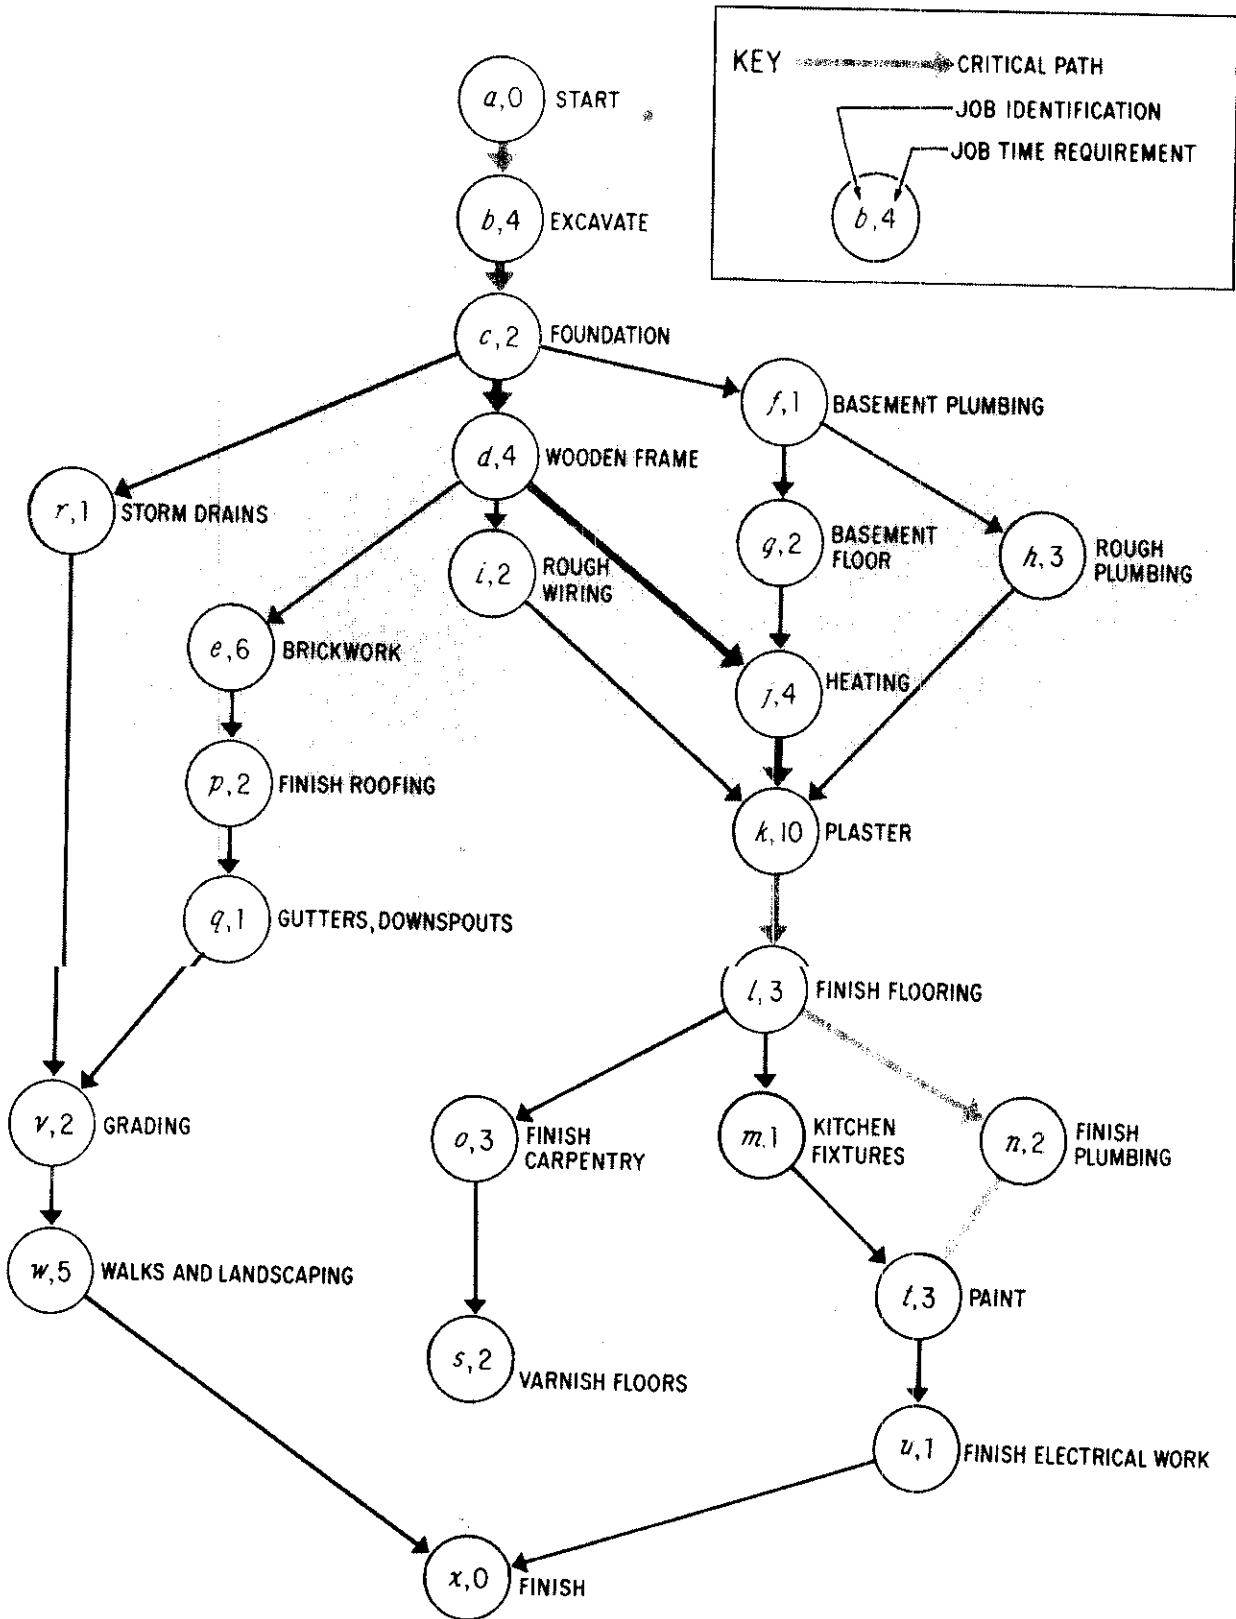 KEY
CRITICAL PATH
JOB IDENTIFICATION
JOB TIME REQUIREMENT
b,4
a,0 START
b,4 EXCAVATE
c,2 FOUNDATION
f,1 BASEMENT PLUMBING
d,4 WOODEN FRAME
r,1 STORM DRAINS
g,2 BASEMENT
FLOOR
h,3 ROUGH
PLUMBING
i,2 ROUGH
WIRING
e,6 BRICKWORK
j,4 HEATING
p,2 FINISH ROOFING
k,10 PLASTER
q,1 GUTTERS, DOWNSPOUTS
l,3 FINISH FLOORING
v,2 GRADING
o,3 FINISH
CARPENTRY
m,1 KITCHEN
FIXTURES
n,2 FINISH
PLUMBING
w,5 WALKS AND LANDSCAPING
t,3 PAINT
s,2 VARNISH FLOORS
u,1 FINISH ELECTRICAL WORK
x,0 FINISH